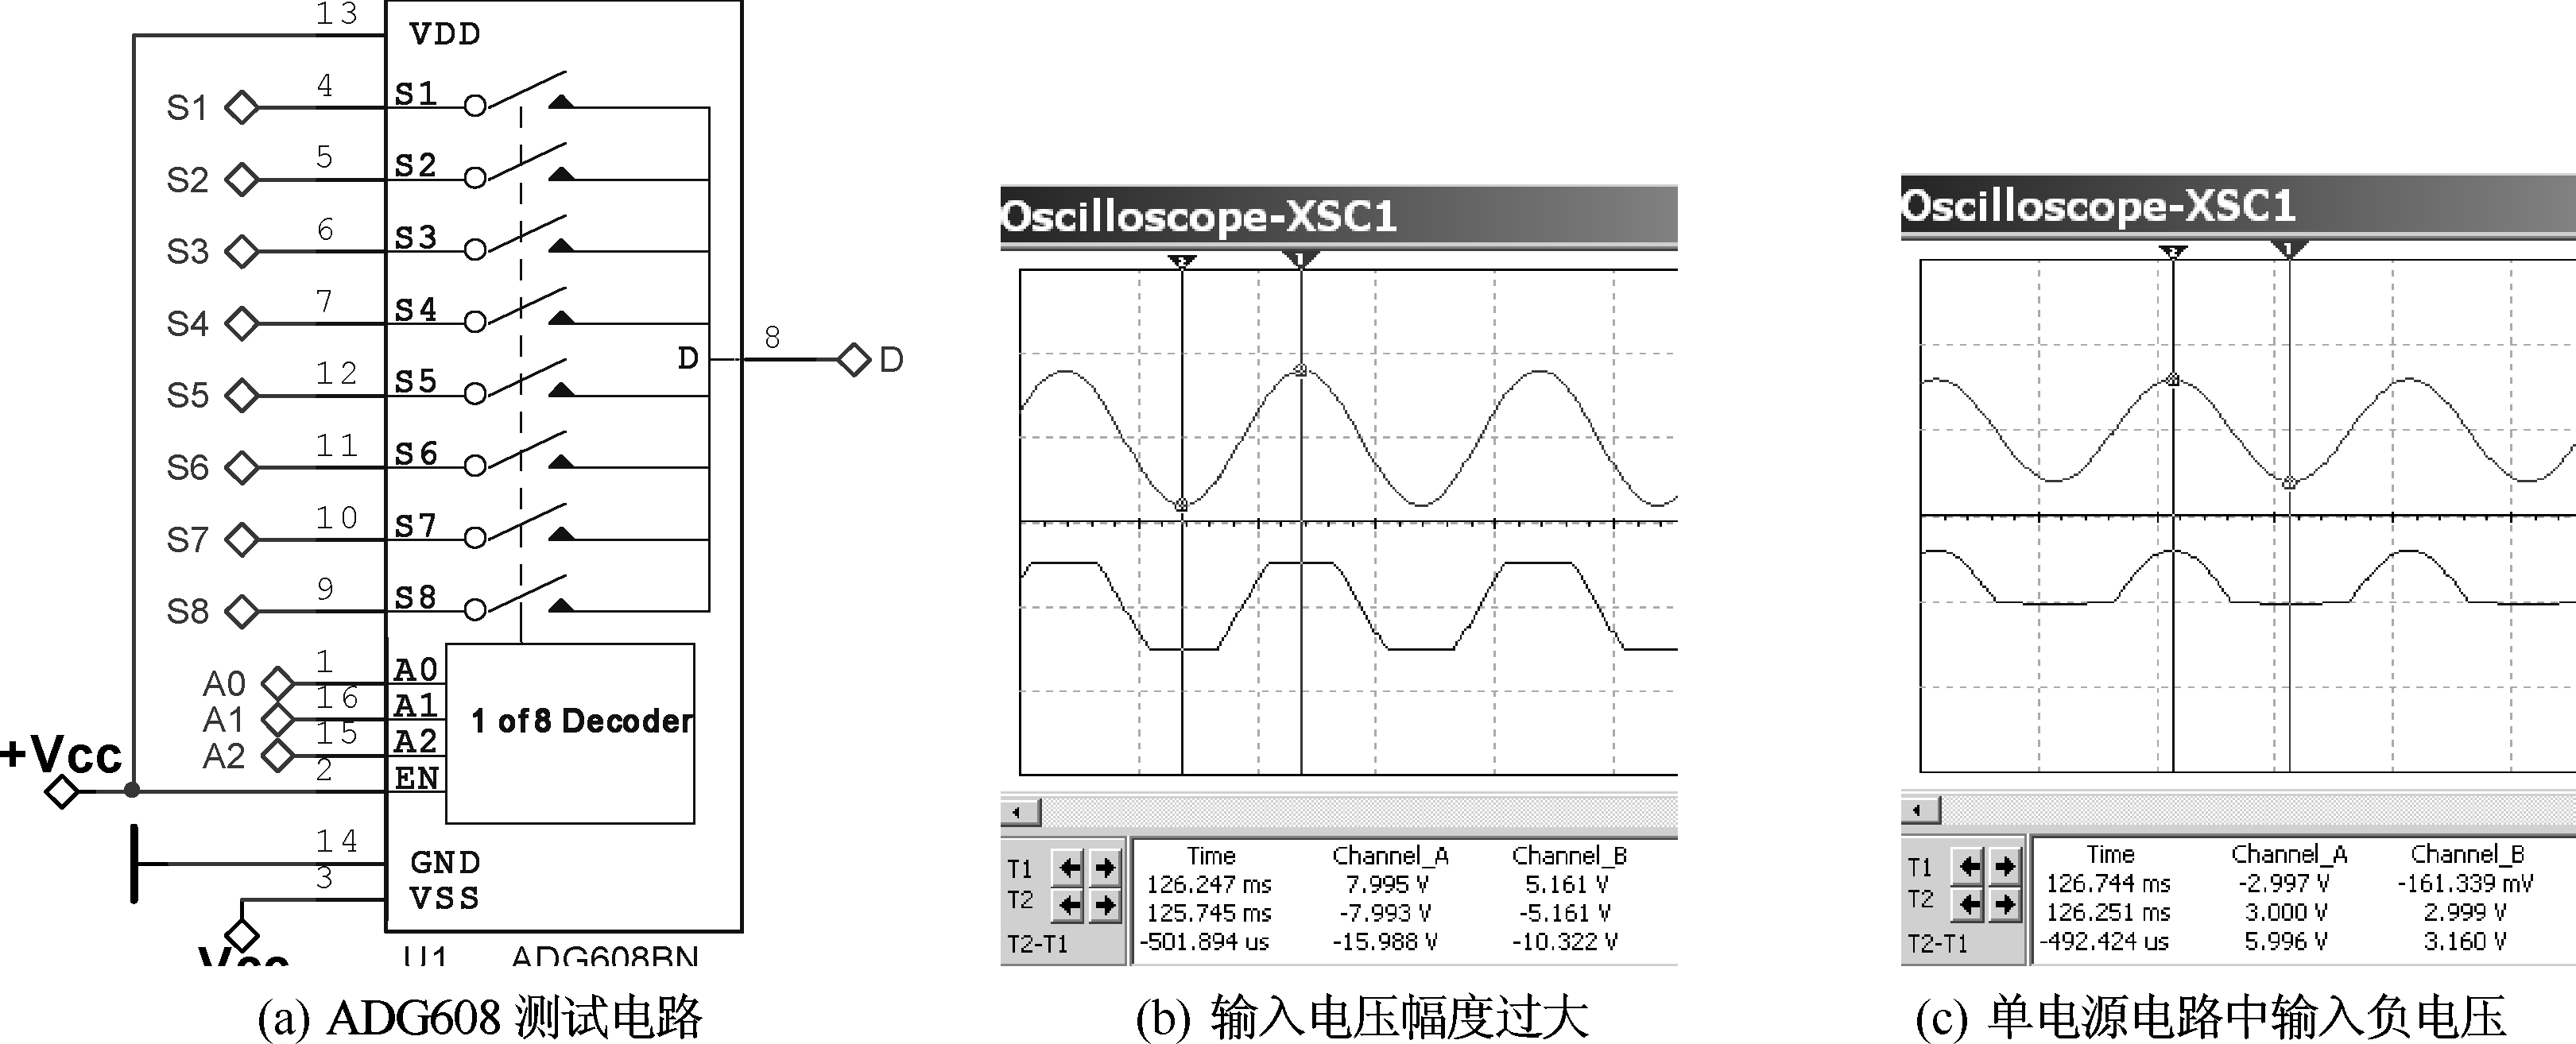 13
VDD
S1 4 S1
S2 5 S2
S3 6 S3
S4 7 S4
D 8 D
S5 12 S5
S6 11 S6
S7 10 S7
S8 9 S8
A0 1 A0
A1 16 A1
A2 15 A2
1 of 8 Decoder
+Vcc 2 EN
14 GND
3 VSS
Vcc
U1 ADG608BN
(a) ADG608 测试电路
Oscilloscope-XSC1
2 1
Time Channel_A Channel_B
T1 126.247 ms 7.995 V 5.161 V
T2 125.745 ms -7.993 V -5.161 V
T2-T1 -501.894 us -15.988 V -10.322 V
(b) 输入电压幅度过大
Oscilloscope-XSC1
2 1
Time Channel_A Channel_B
T1 126.744 ms -2.997 V -161.339 mV
T2 126.251 ms 3.000 V 2.999 V
T2-T1 -492.424 us 5.996 V 3.160 V
(c) 单电源电路中输入负电压